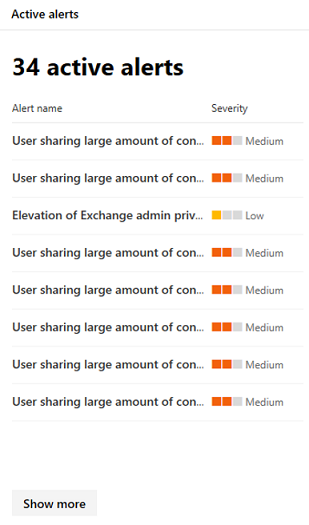 Active alerts
34 active alerts
Alert name Severity
User sharing large amount of con... Medium
User sharing large amount of con... Medium
Elevation of Exchange admin priv... Low
User sharing large amount of con... Medium
User sharing large amount of con... Medium
User sharing large amount of con... Medium
User sharing large amount of con... Medium
User sharing large amount of con... Medium
Show more